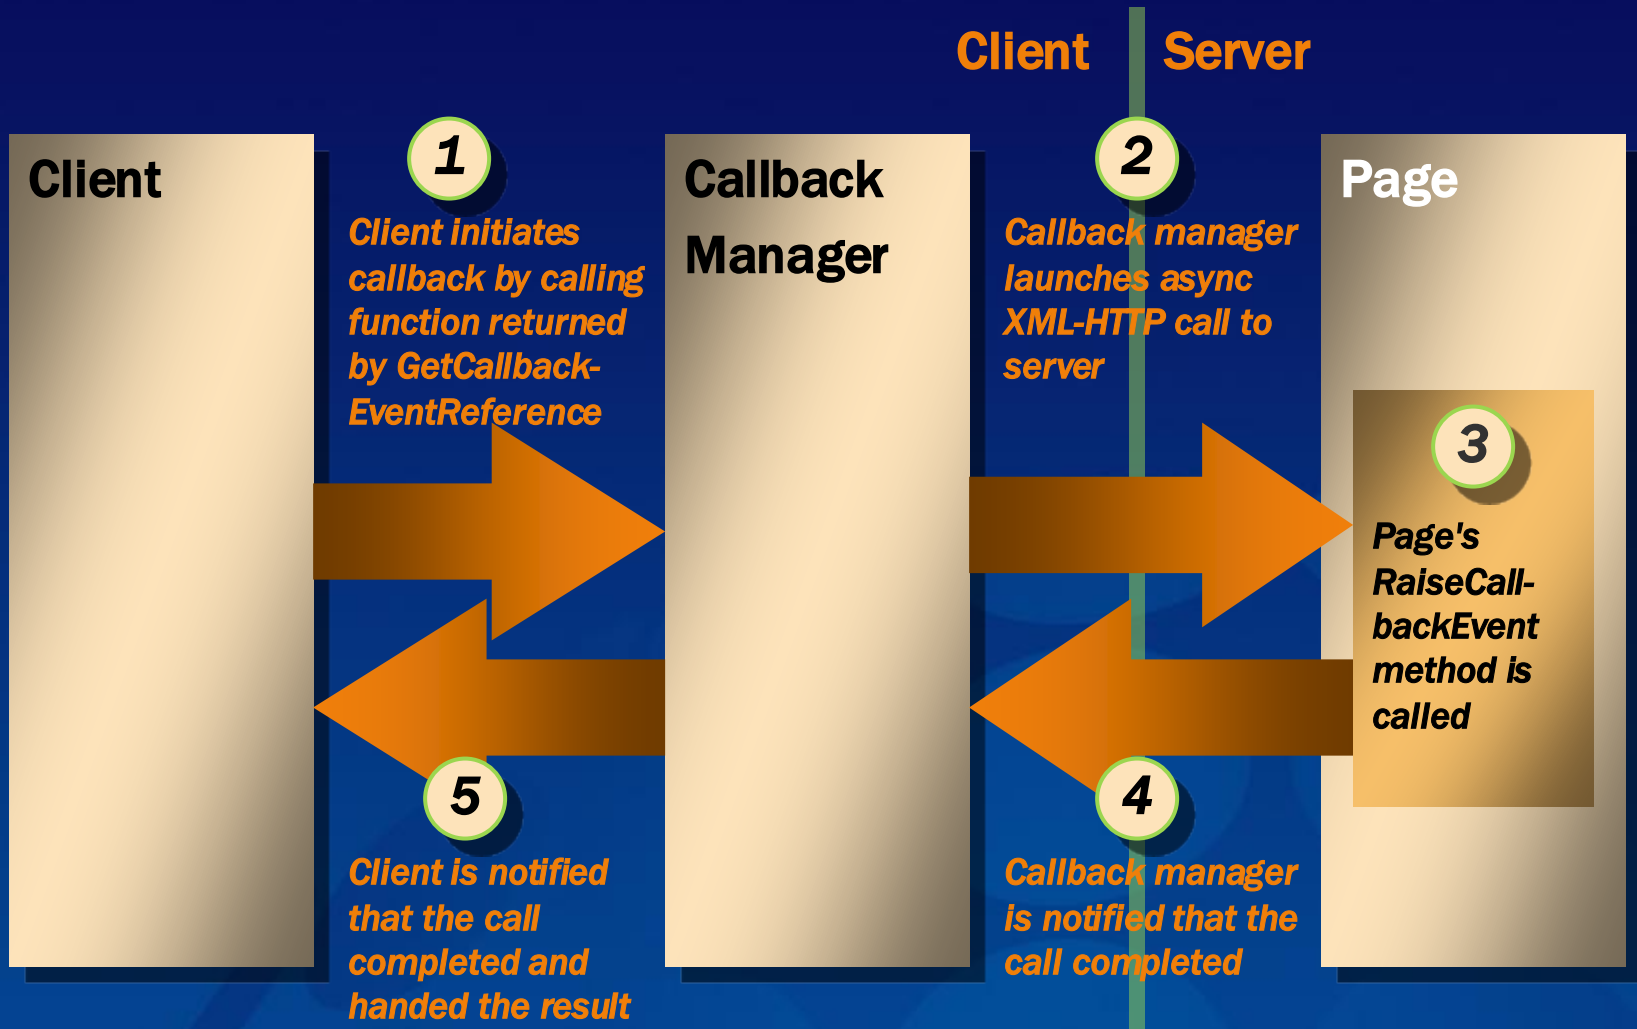 Client Server
Client
1
Client initiates
callback by calling
function returned
by GetCallback-
EventReference
Callback
Manager
2
Callback manager
launches async
XML-HTTP call to
server
Page
3
Page's
RaiseCall-
backEvent
method is
called
4
Callback manager
is notified that the
call completed
5
Client is notified
that the call
completed and
handed the result